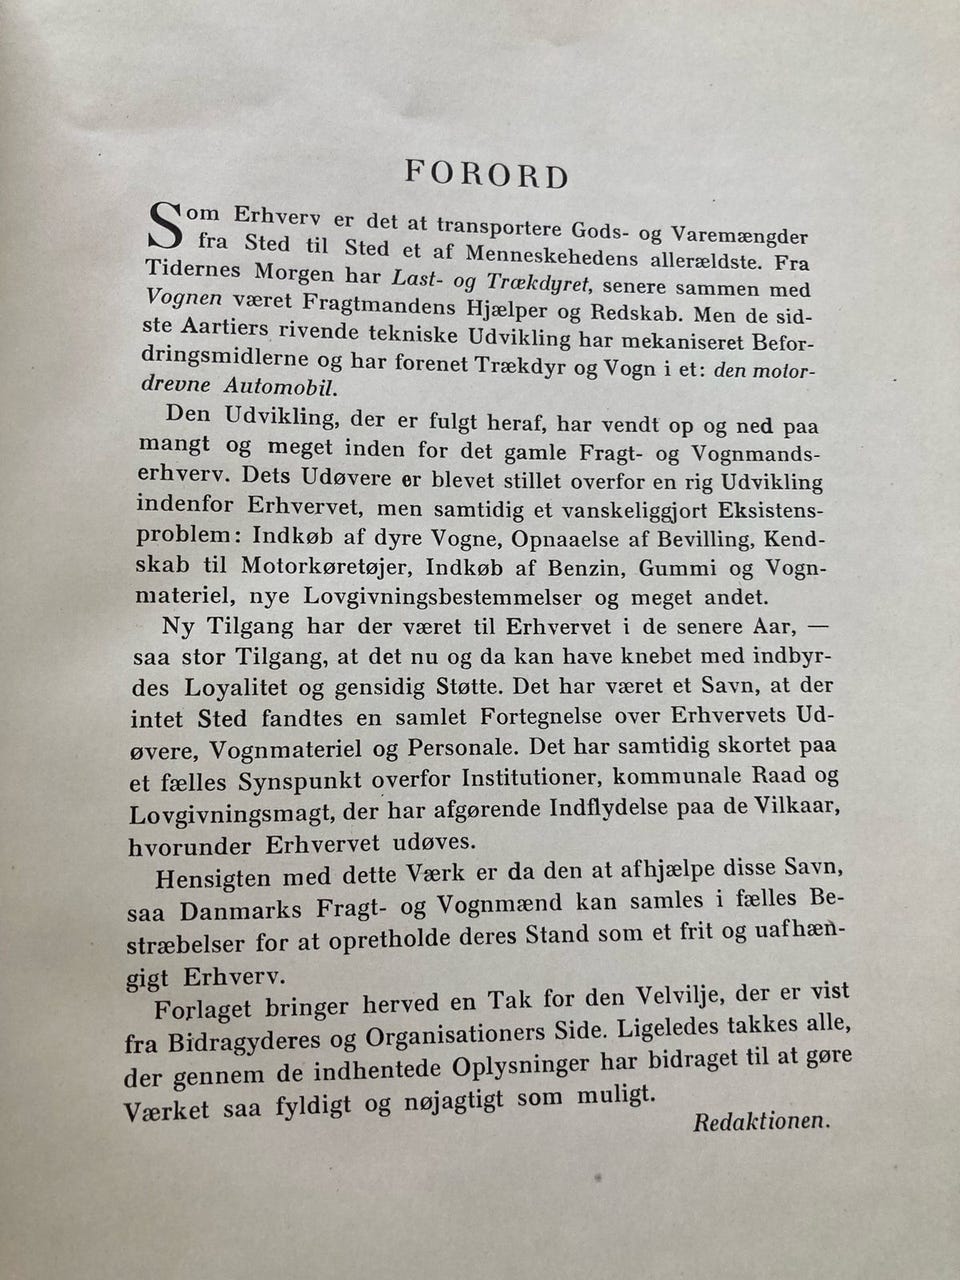 FORORD
Som Erhverv er det at transportere Gods- og Varemængder
fra Sted til Sted et af Menneskehedens allerældste. Fra
Tidernes Morgen har Last- og Trækdyret, senere sammen med
Vognen været Fragtmandens Hjælper og Redskab. Men de sid-
ste Aartiers rivende tekniske Udvikling har mekaniseret Befor-
dringsmidlerne og har forenet Trækdyr og Vogn i et: den motor-
drevne Automobil.
Den Udvikling, der er fulgt heraf, har vendt op og ned paa
mangt og meget inden for det gamle Fragt- og Vognmands-
erhverv. Dets Udøvere er blevet stillet overfor en rig Udvikling
indenfor Erhvervet, men samtidig et vanskeliggjort Eksistens-
problem: Indkøb af dyre Vogne, Opnaaelse af Bevilling, Kend-
skab til Motorkøretøjer, Indkøb af Benzin, Gummi og Vogn-
materiel, nye Lovgivningsbestemmelser og meget andet.
Ny Tilgang har der været til Erhvervet i de senere Aar, —
saa stor Tilgang, at det nu og da kan have knebet med indbyr-
des Loyalitet og gensidig Støtte. Det har været et Savn, at der
intet Sted fandtes en samlet Fortegnelse over Erhvervets Ud-
øvere, Vognmateriel og Personale. Det har samtidig skortet paa
et fælles Synspunkt overfor Institutioner, kommunale Raad og
Lovgivningsmagt, der har afgørende Indflydelse paa de Vilkaar,
hvorunder Erhvervet udøves.
Hensigten med dette Værk er da den at afhjælpe disse Savn,
saa Danmarks Fragt- og Vognmænd kan samles i fælles Be-
stræbelser for at opretholde deres Stand som et frit og uafhæn-
gigt Erhverv.
Forlaget bringer herved en Tak for den Velvilje, der er vist
fra Bidragyderes og Organisationers Side. Ligeledes takkes alle,
der gennem de indhentede Oplysninger har bidraget til at gøre
Værket saa fyldigt og nøjagtigt som muligt.
Redaktionen.